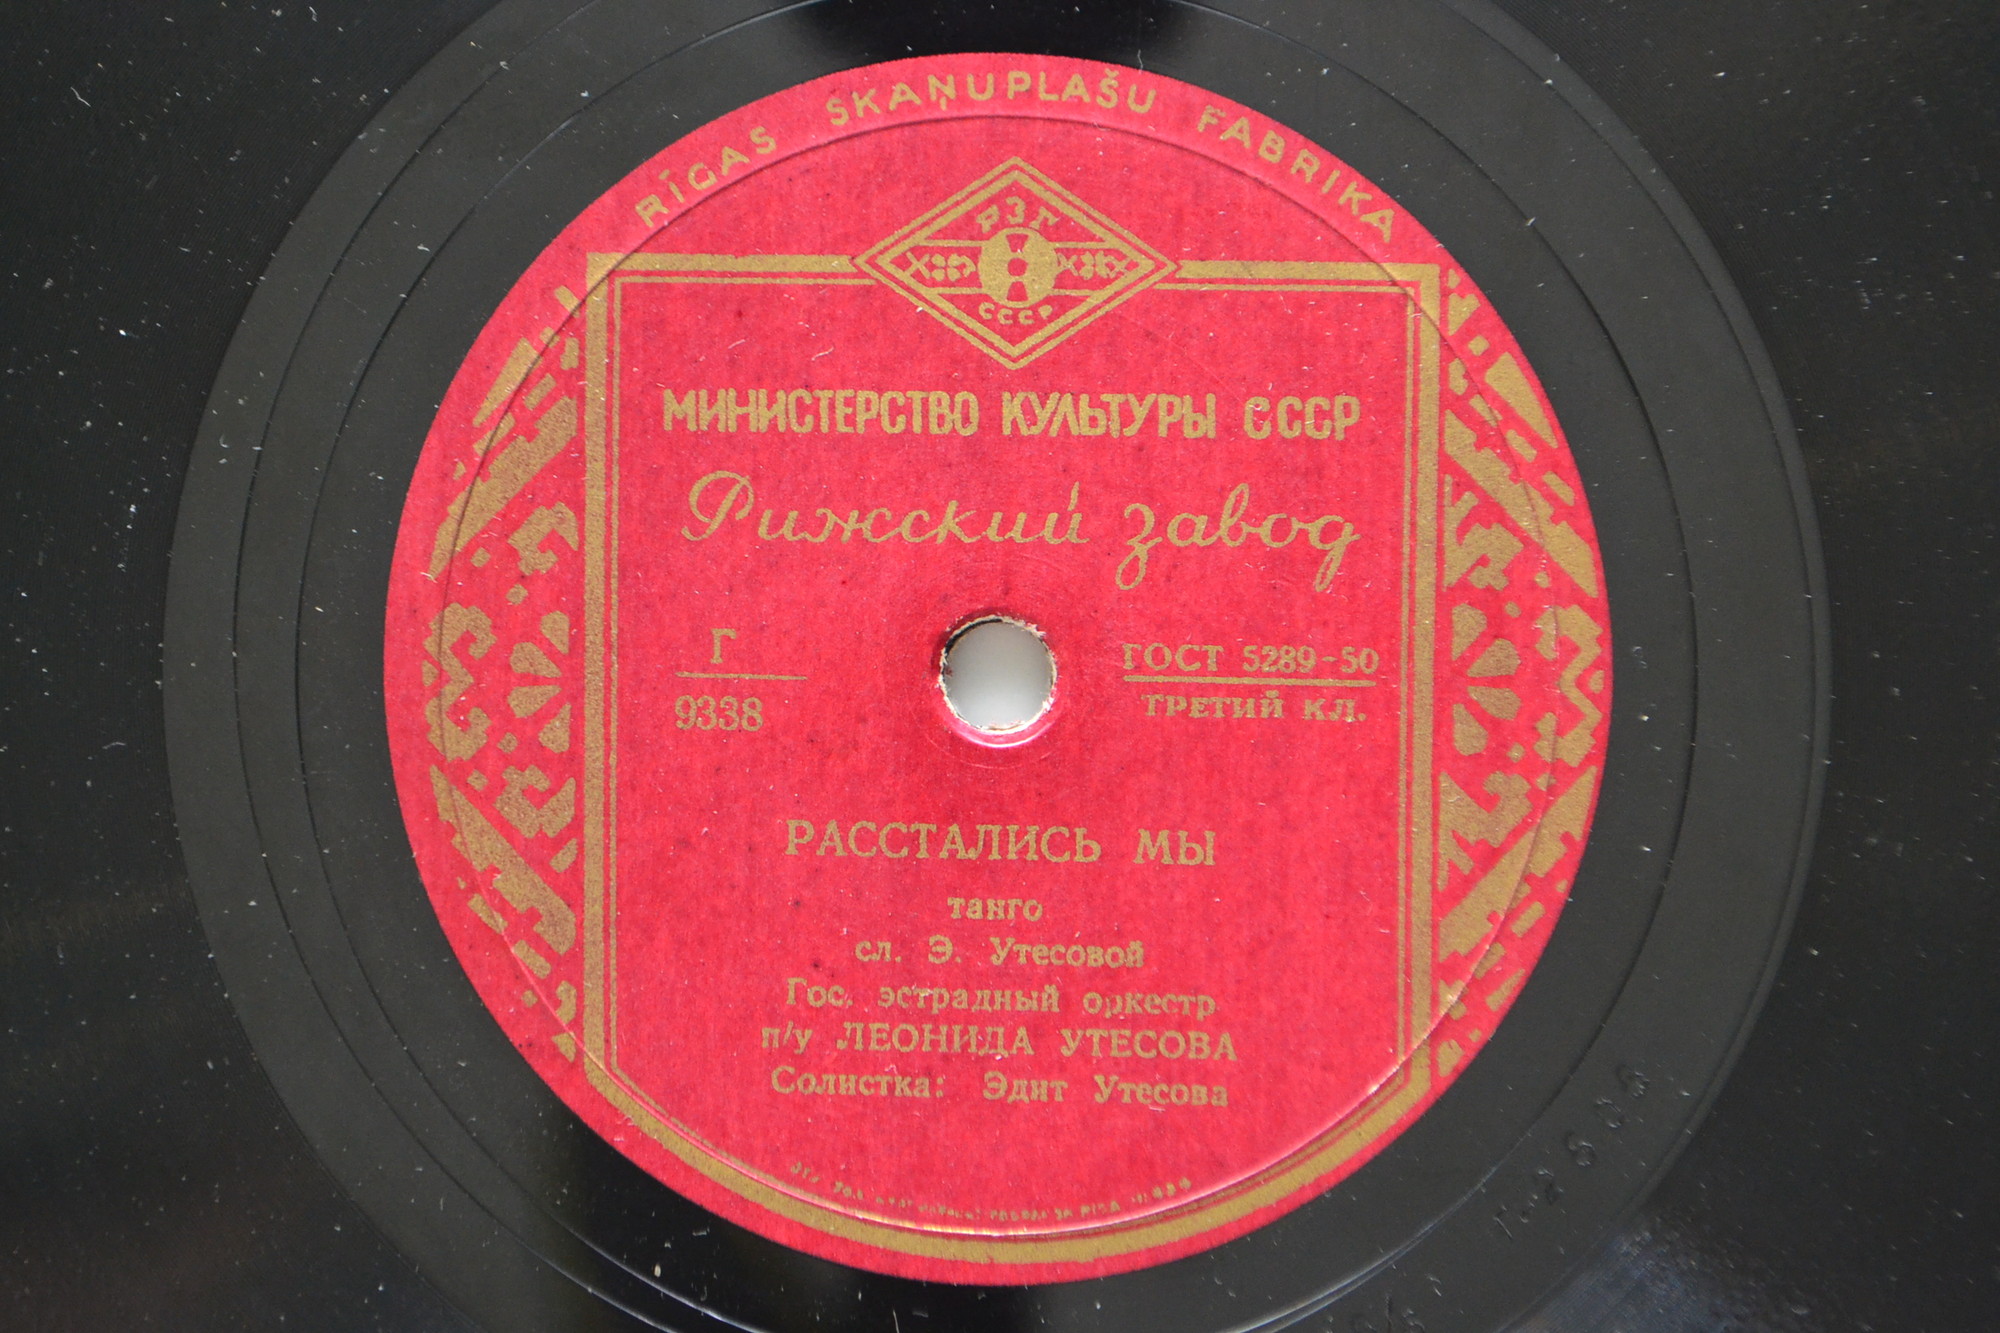 RĪGAS SKAŅUPLAŠU FABRIKA
РЗГ
СССР
МИНИСТЕРСТВО КУЛЬТУРЫ СССР
Рижский завод
Г
9338
ГОСТ 5289-50
ТРЕТИЙ КЛ.
РАССТАЛИСЬ МЫ
танго
сл. Э. Утесовой
Гос. эстрадный оркестр
п/у ЛЕОНИДА УТЕСОВА
Солистка: Эдит Утесова